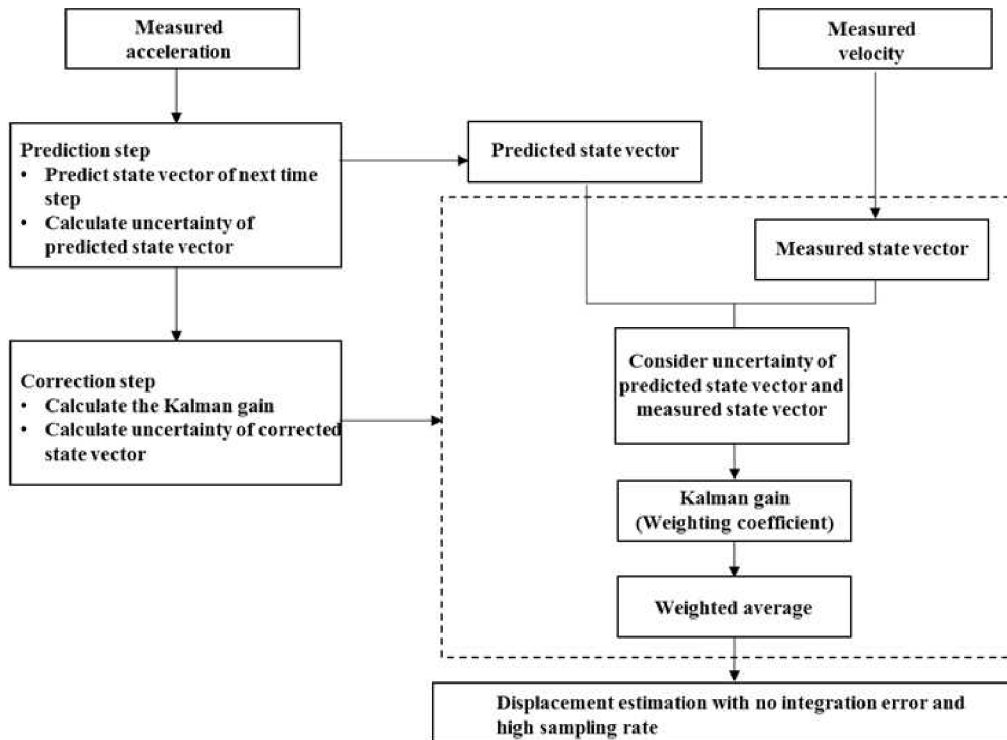 Measured
acceleration
Measured
velocity
Prediction step
• Predict state vector of next time
step
• Calculate uncertainty of
predicted state vector
Predicted state vector
Measured state vector
Correction step
• Calculate the Kalman gain
• Calculate uncertainty of corrected
state vector
Consider uncertainty of
predicted state vector and
measured state vector
Kalman gain
(Weighting coefficient)
Weighted average
Displacement estimation with no integration error and
high sampling rate